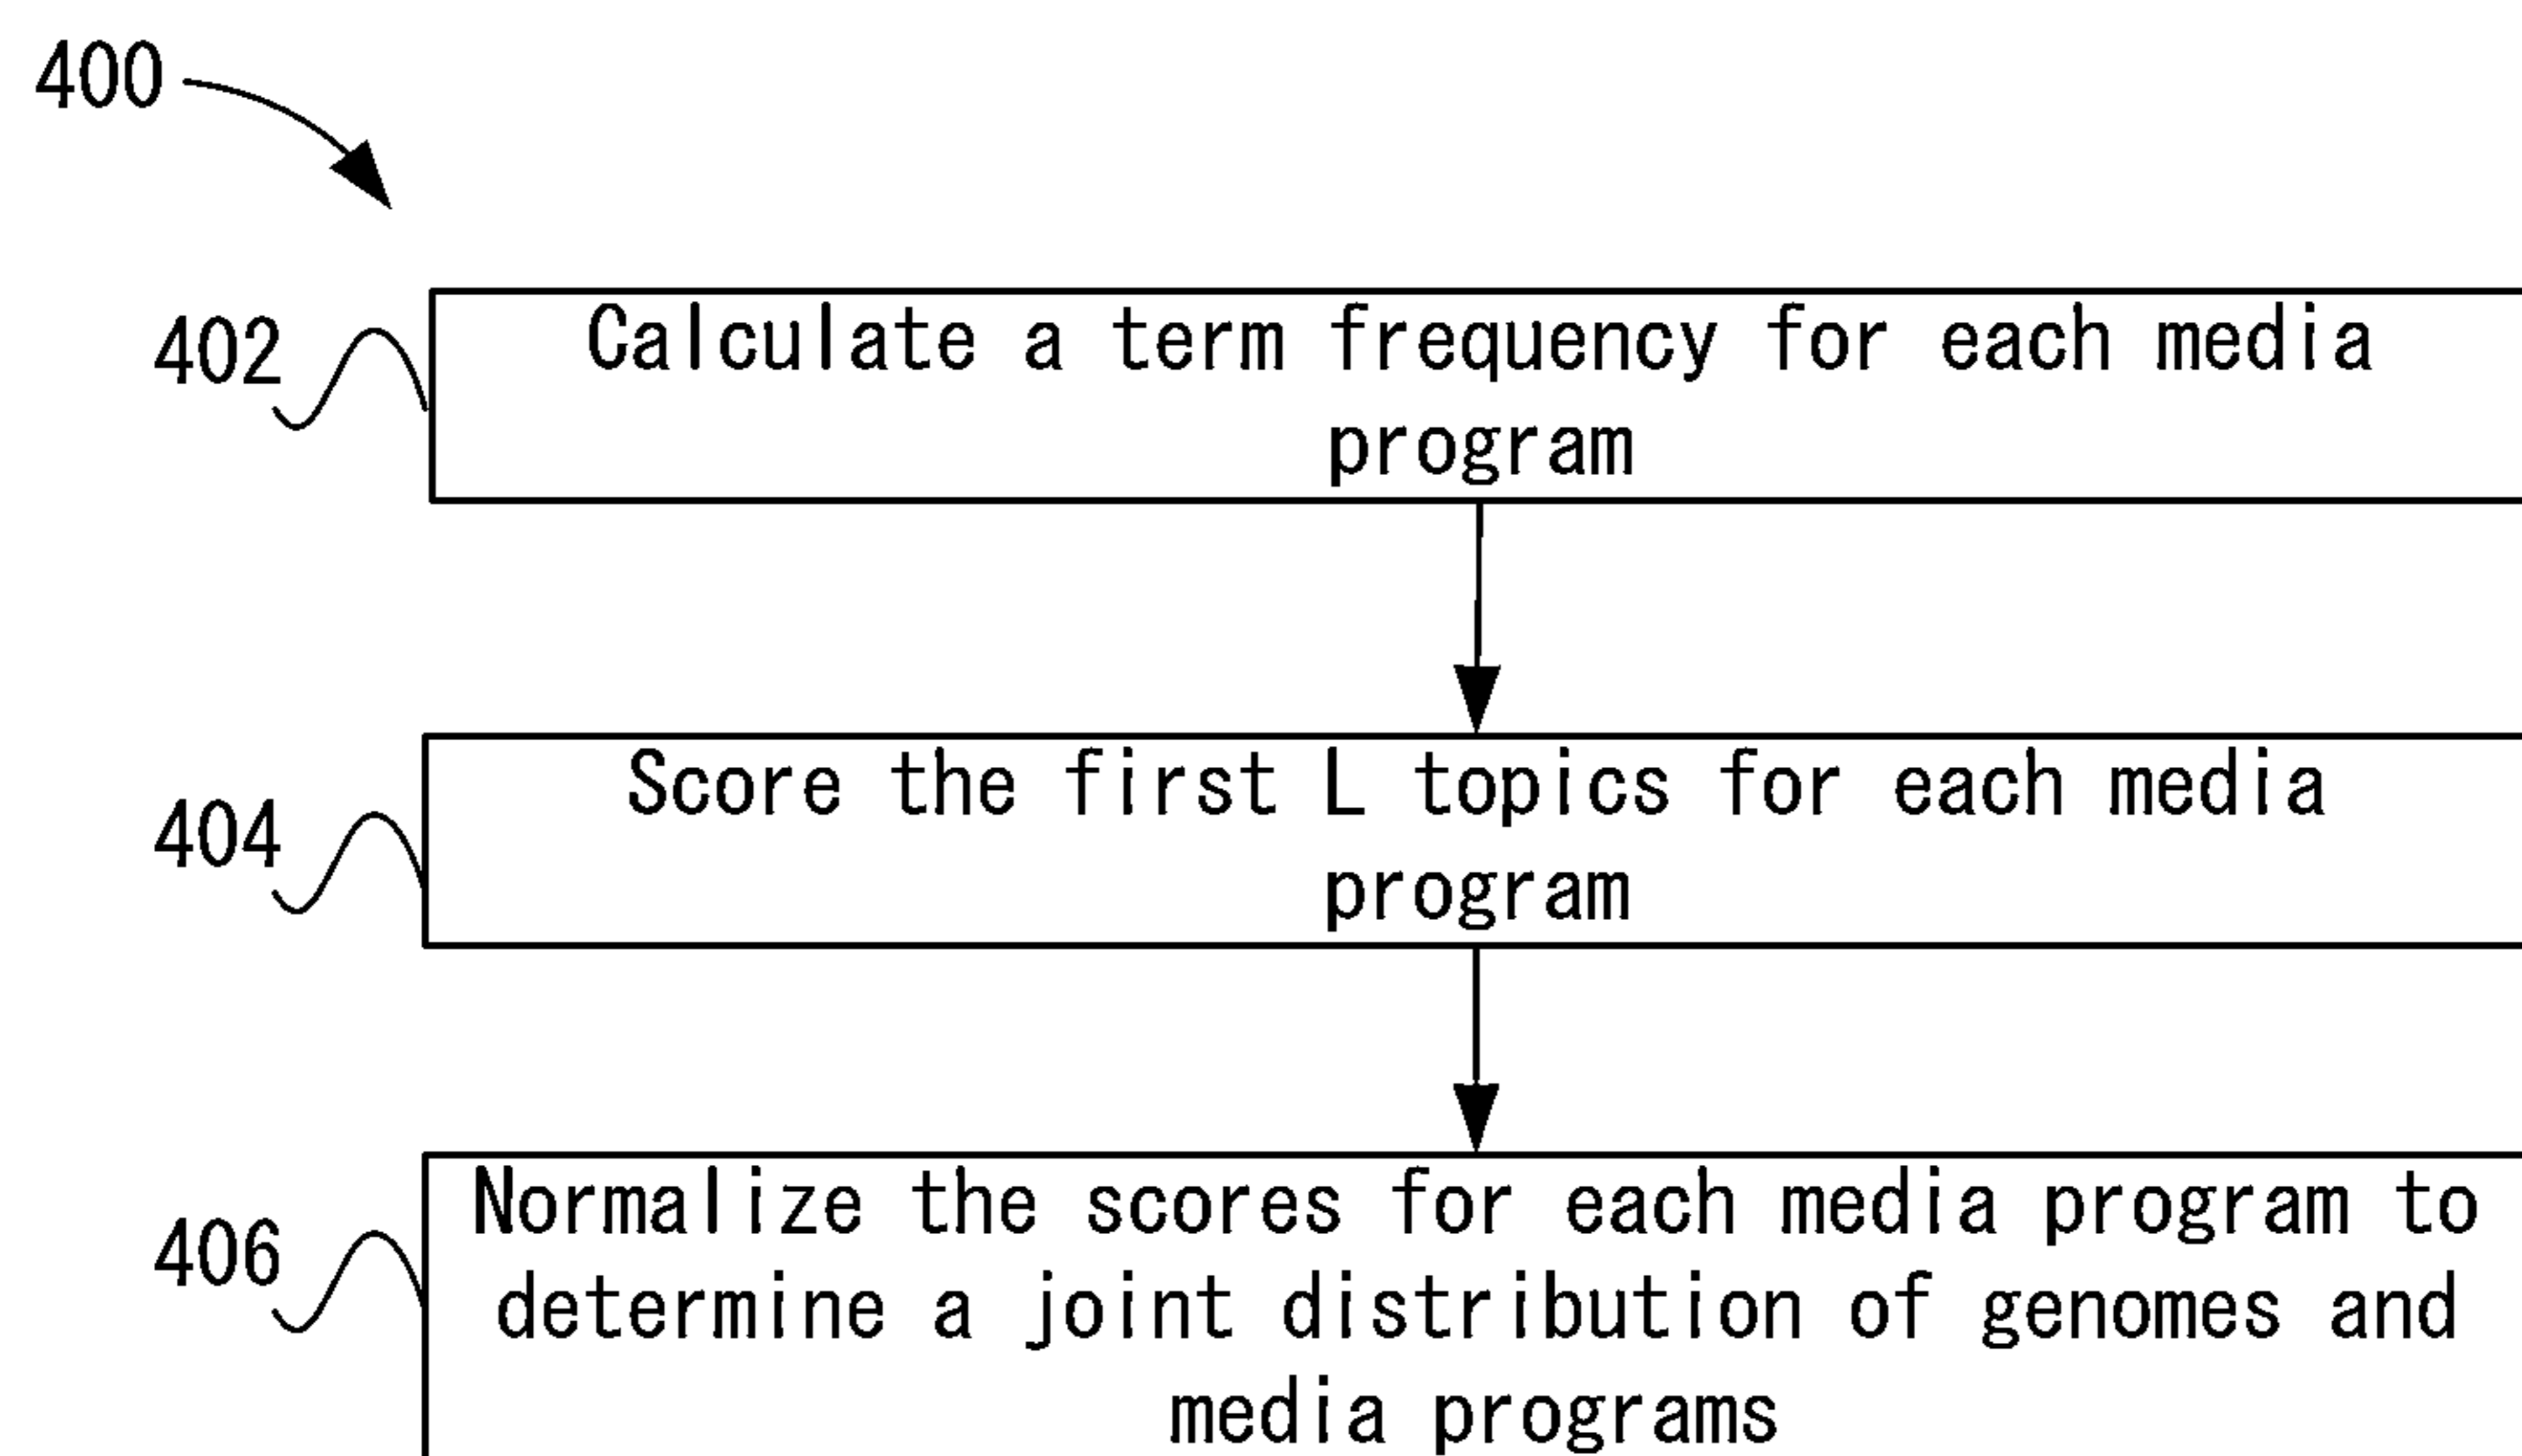 400
402
Calculate a term frequency for each media
program
404
Score the first L topics for each media
program
406
Normalize the scores for each media program to
determine a joint distribution of genomes and
media programs